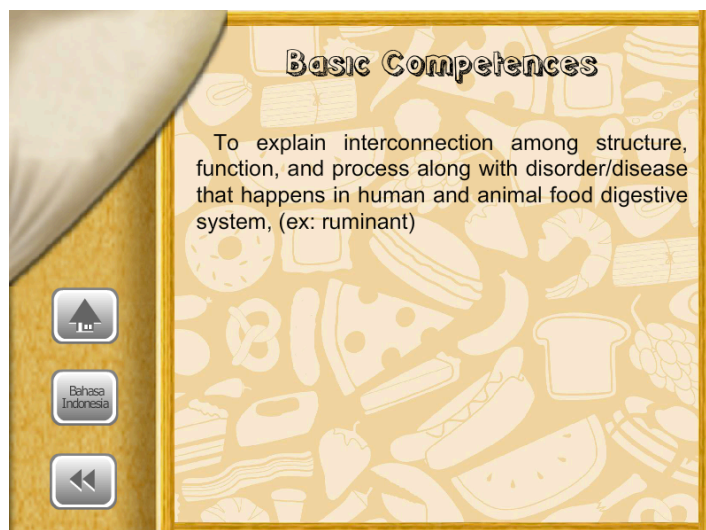 Basic Competences
To explain interconnection among structure,
function, and process along with disorder/disease
that happens in human and animal food digestive
system, (ex: ruminant)
Bahasa
Indonesia